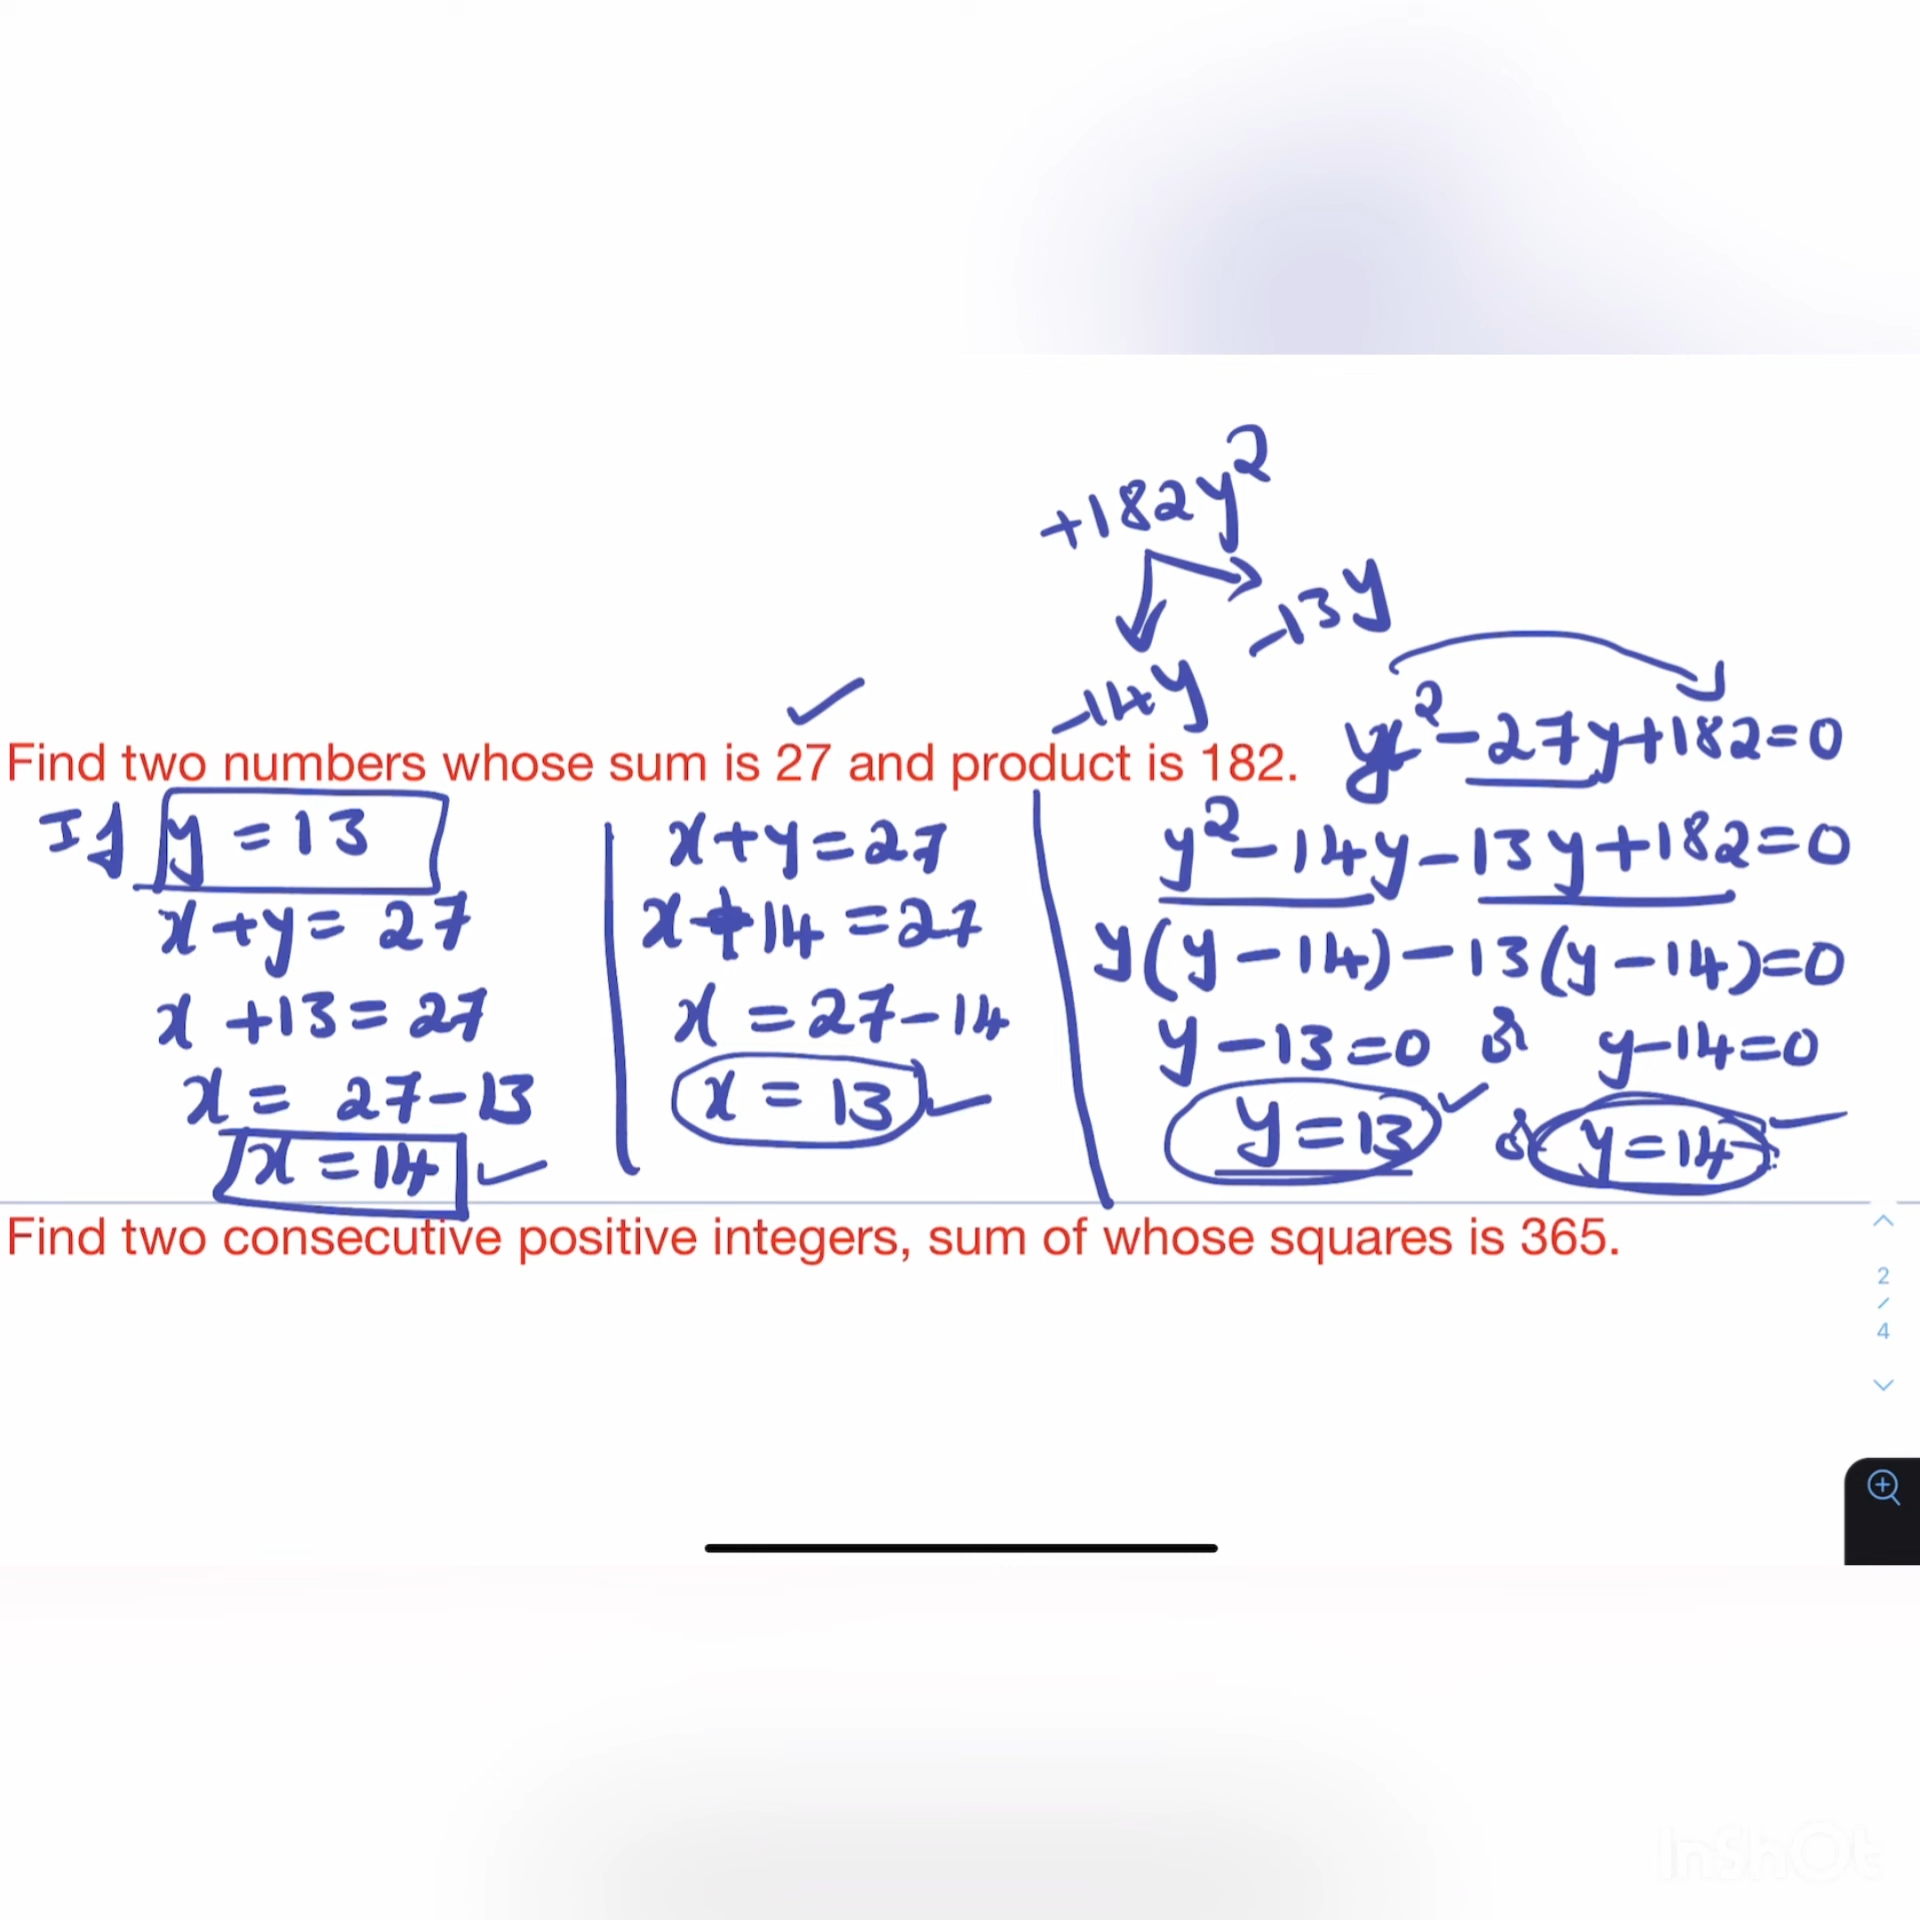 +182y²
-13y
-14y
y²-27y+182=0
Find two numbers whose sum is 27 and product is 182.
If y = 13
x+y= 27
x +13= 27
x = 27-13
x = 14
x+y=27
x+14 =27
x =27-14
x = 13
y²-14y-13y+182=0
y(y-14)-13(y-14)=0
y-13=0 or y-14=0
y=13 or y=14
Find two consecutive positive integers, sum of whose squares is 365.
2
/
4
InShOt